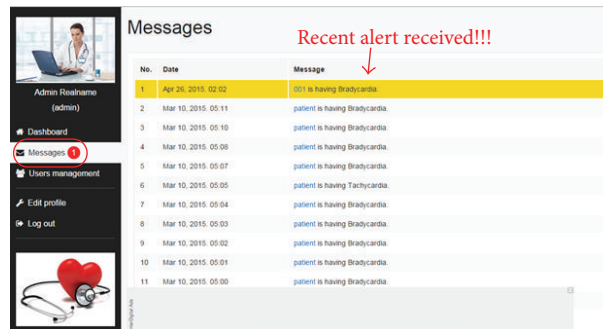 Messages
Recent alert received!!!
No. Date Message
1 Apr 26, 2015. 02:02 001 is having Bradycardia.
2 Mar 10, 2015. 05:11 patient is having Bradycardia.
3 Mar 10, 2015. 05:10 patient is having Bradycardia.
4 Mar 10, 2015. 05:08 patient is having Bradycardia.
5 Mar 10, 2015. 05:07 patient is having Bradycardia.
6 Mar 10, 2015. 05:05 patient is having Tachycardia.
7 Mar 10, 2015. 05:04 patient is having Bradycardia.
8 Mar 10, 2015. 05:03 patient is having Bradycardia.
9 Mar 10, 2015. 05:02 patient is having Bradycardia.
10 Mar 10, 2015. 05:01 patient is having Bradycardia.
11 Mar 10, 2015. 05:00 patient is having Bradycardia.
Admin Realname
(admin)
Dashboard
Messages 1
Users management
Edit profile
Log out